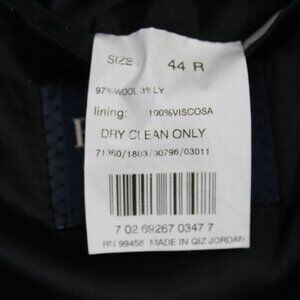 SIZE: 44 R
97%WOOL 3%LY
lining: 100%VISCOSA
DRY CLEAN ONLY
71360/1803/00796/03011
7 02 69267 0347 7
RN 99458 MADE IN QIZ JORDAN